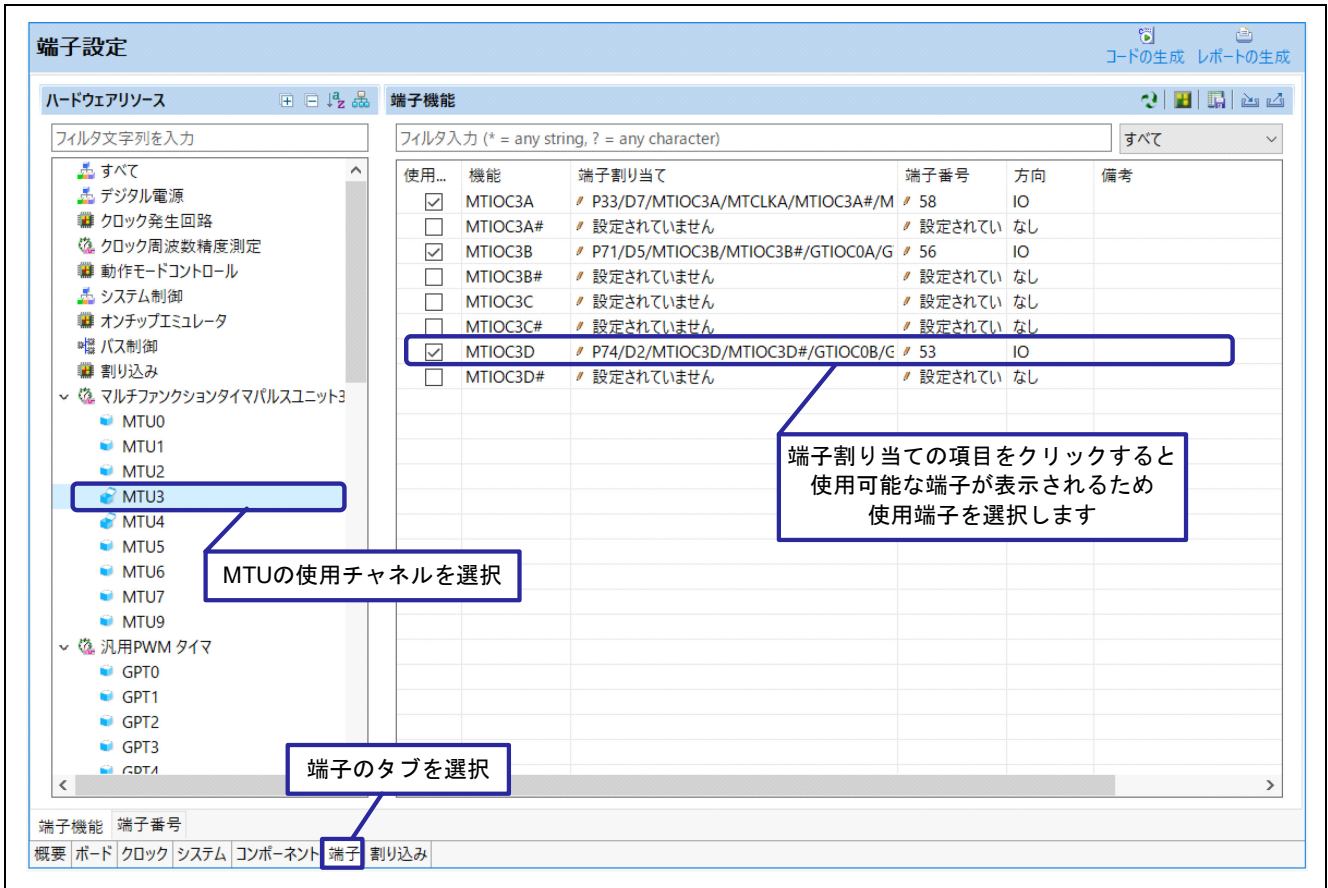 端子設定
コードの生成 レポートの生成
ハードウェアリソース
端子機能
フィルタ文字列を入力
フィルタ入力 (* = any string, ? = any character)
すべて
すべて
デジタル電源
クロック発生回路
クロック周波数精度測定
動作モードコントロール
システム制御
オンチップエミュレータ
バス制御
割り込み
マルチファンクションタイマパルスユニット3
MTU0
MTU1
MTU2
MTU3
MTU4
MTU5
MTU6
MTU7
MTU9
汎用PWM タイマ
GPT0
GPT1
GPT2
GPT3
GPT4
使用... 機能 端子割り当て 端子番号 方向 備考
MTIOC3A P33/D7/MTIOC3A/MTCLKA/MTIOC3A#/M 58 IO
MTIOC3A# 設定されていません 設定されてい なし
MTIOC3B P71/D5/MTIOC3B/MTIOC3B#/GTIOC0A/G 56 IO
MTIOC3B# 設定されていません 設定されてい なし
MTIOC3C 設定されていません 設定されてい なし
MTIOC3C# 設定されていません 設定されてい なし
MTIOC3D P74/D2/MTIOC3D/MTIOC3D#/GTIOC0B/G 53 IO
MTIOC3D# 設定されていません 設定されてい なし
端子割り当ての項目をクリックすると
使用可能な端子が表示されるため
使用端子を選択します
MTUの使用チャネルを選択
端子のタブを選択
端子機能 端子番号
概要 ボード クロック システム コンポーネント 端子 割り込み